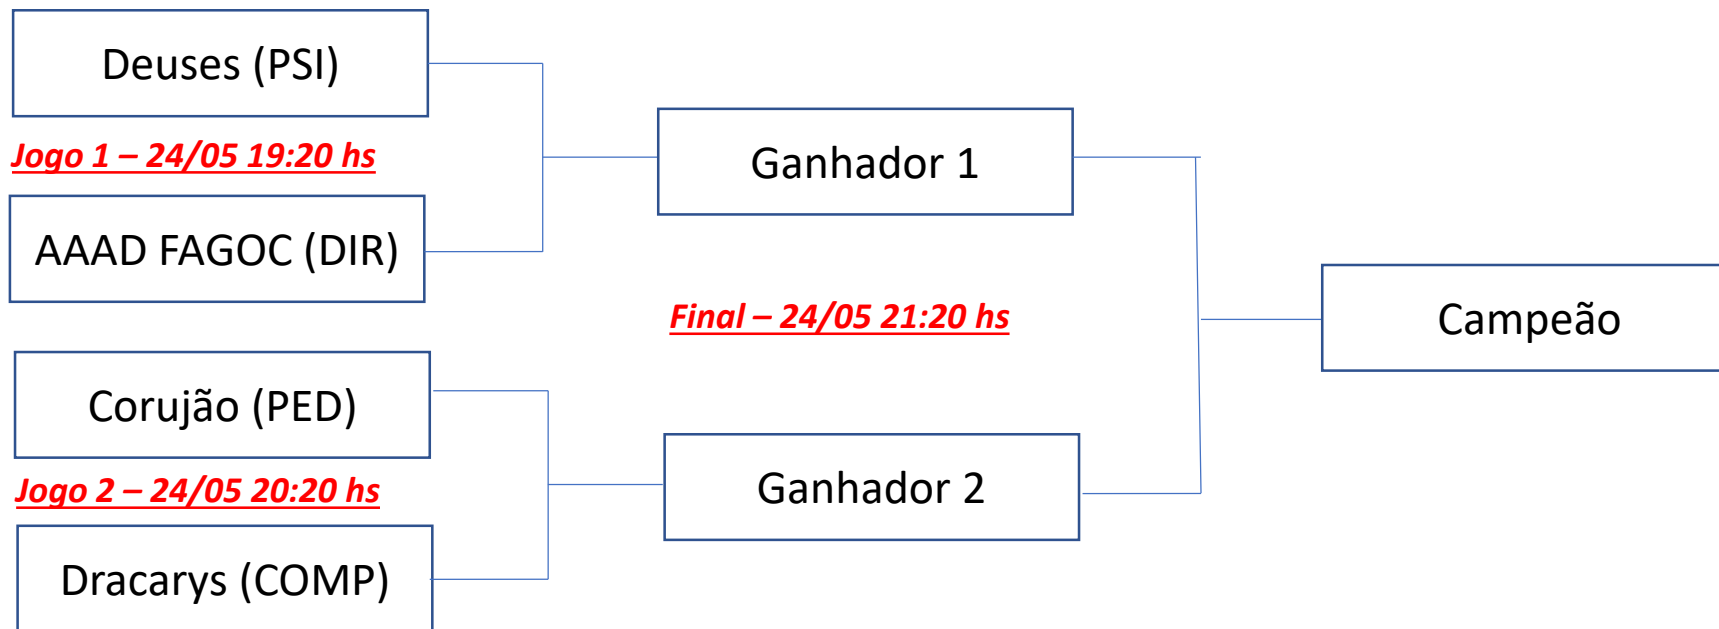 Deuses (PSI)
Jogo 1 – 24/05 19:20 hs
AAAD FAGOC (DIR)
Corujão (PED)
Jogo 2 – 24/05 20:20 hs
Dracarys (COMP)
Ganhador 1
Final – 24/05 21:20 hs
Ganhador 2
Campeão